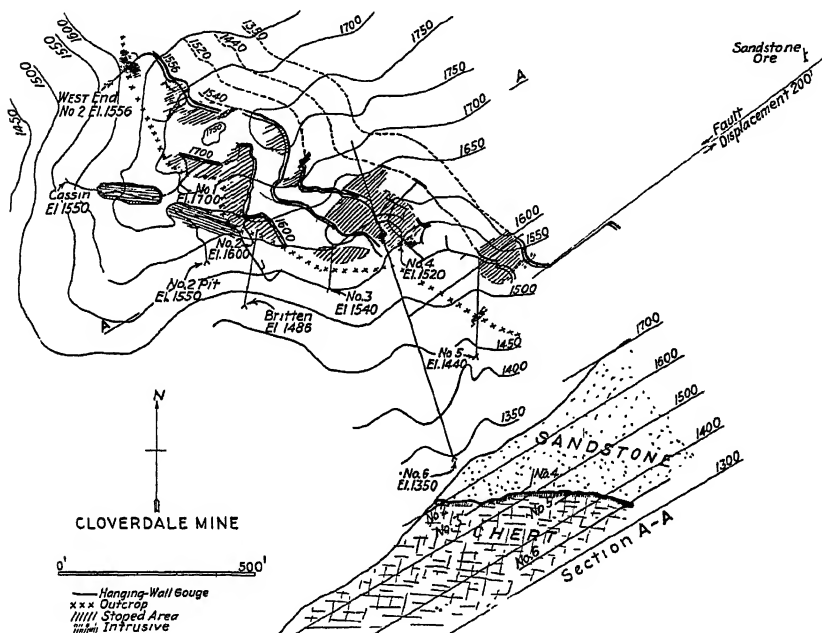 1600
1550
1500
1450
1350
1440
1520
1700
1750
1750
1700
1650
1600
1550
1500
1450
1400
1350
1556
1540
1750
1700
1600
A
Sandstone
Ore
Fault
Displacement 200'
West End
No 2 El. 1556
Cassin
El 1550
No.1
El.1700
No.2
El.1600
No.2 Pit
El. 1550
Britten
El 1486
No.3
El 1540
No.4
El.1520
No 5
El.1440
No.6
El.1350
A
N
CLOVERDALE MINE
0'
500'
Hanging-Wall Gouge
xxx Outcrop
Stoped Area
Intrusive
1700
1600
1500
1400
1300
SANDSTONE
No.4
No 5
CHERT
No.6
Section A-A